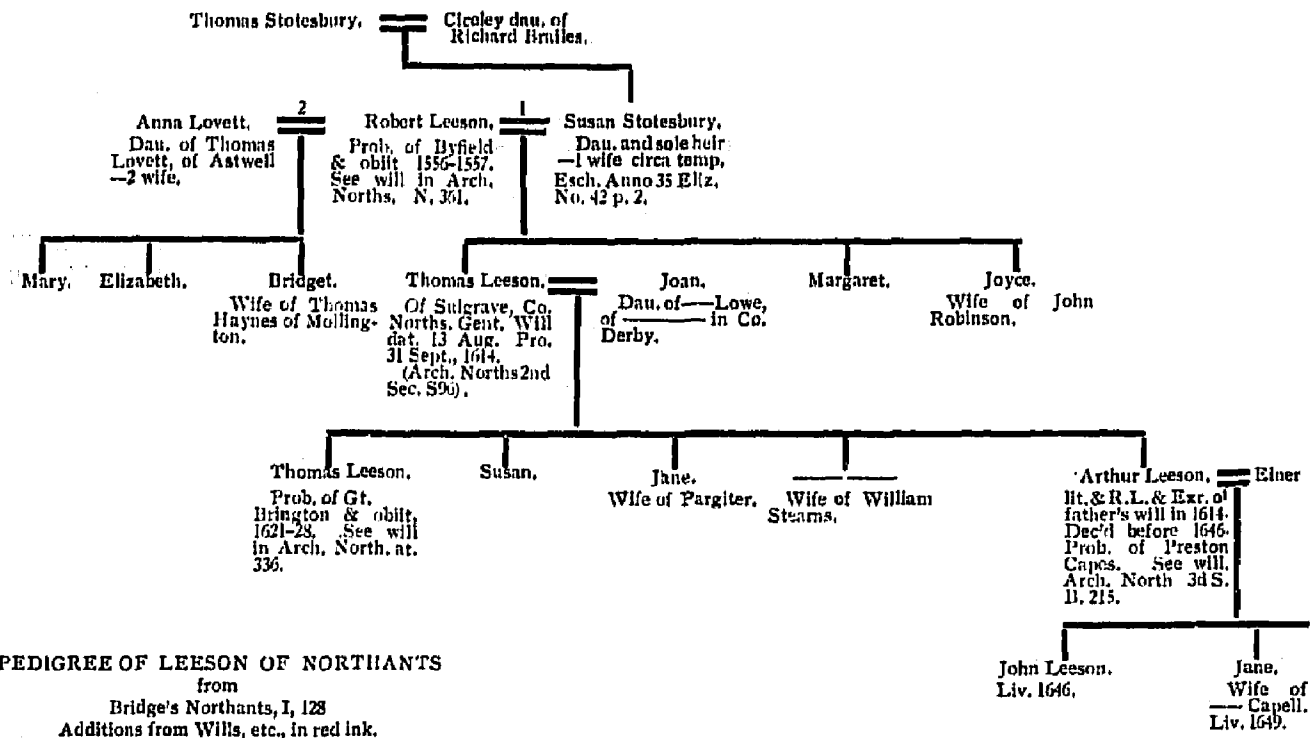 Thomas Stotesbury.
Ciceley dau. of
Richard Brailes.
2
Anna Lovett.
Dau. of Thomas
Lovett, of Astwell
—2 wife.
Robert Leeson.
Prob. of Byfield
& obiit 1556-1557.
See will in Arch.
Norths, N. 361.
1
Susan Stotesbury.
Dau. and sole heir
—1 wife circa temp.
Esch. Anno 35 Eliz.
No. 42 p. 2.
Mary.
Elizabeth.
Bridget.
Wife of Thomas
Haynes of Molling-
ton.
Thomas Leeson.
Of Sulgrave, Co.
Norths. Gent. Will
dat. 13 Aug. Pro.
31 Sept., 1614.
(Arch. Norths 2nd
Sec. S96).
Joan.
Dau. of — Lowe,
of ——— in Co.
Derby.
Margaret.
Joyce.
Wife of John
Robinson.
Thomas Leeson.
Prob. of Gt.
Brington & obiit,
1621-28. See will
in Arch. North. at.
336.
Susan.
Jane.
Wife of Pargiter.
—— ——
Wife of William
Stearns.
Arthur Leeson.
lit. & R.L. & Exr. of
father's will in 1614.
Dec'd before 1646.
Prob. of Preston
Capes. See will.
Arch. North 3d S.
B. 215.
Elner
John Leeson.
Liv. 1646.
Jane.
Wife of
— Capell.
Liv. 1649.
PEDIGREE OF LEESON OF NORTHANTS
from
Bridge's Northants, I, 128
Additions from Wills, etc., in red ink.